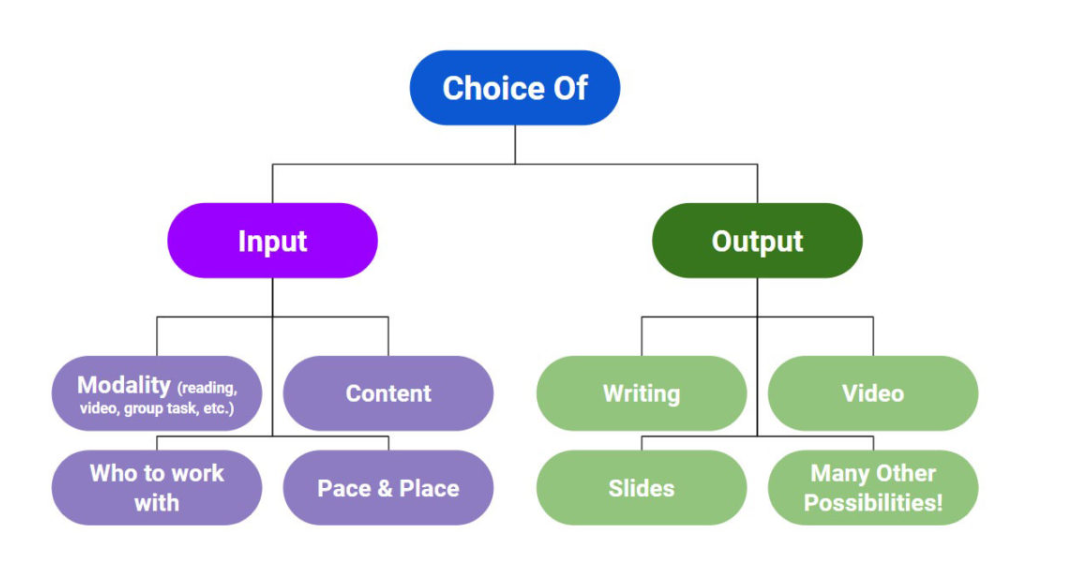 Choice Of
Input
Output
Modality (reading,
video, group task, etc.)
Content
Writing
Video
Who to work
with
Pace & Place
Slides
Many Other
Possibilities!